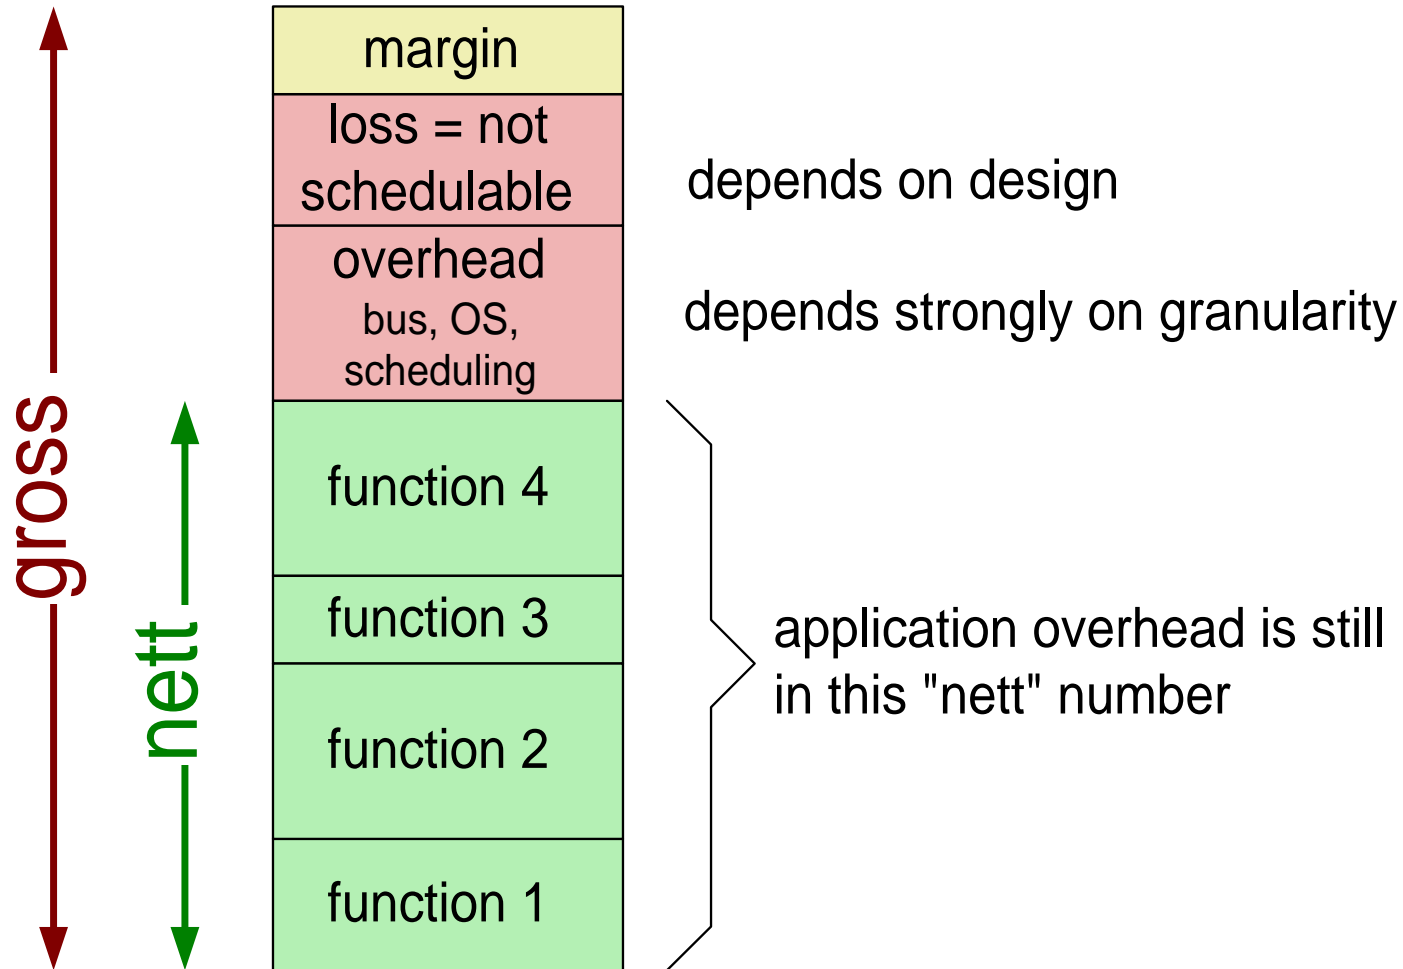 margin
loss = not
schedulable
depends on design
overhead
bus, OS,
scheduling
depends strongly on granularity
gross
nett
function 4
function 3
function 2
function 1
application overhead is still
in this "nett" number